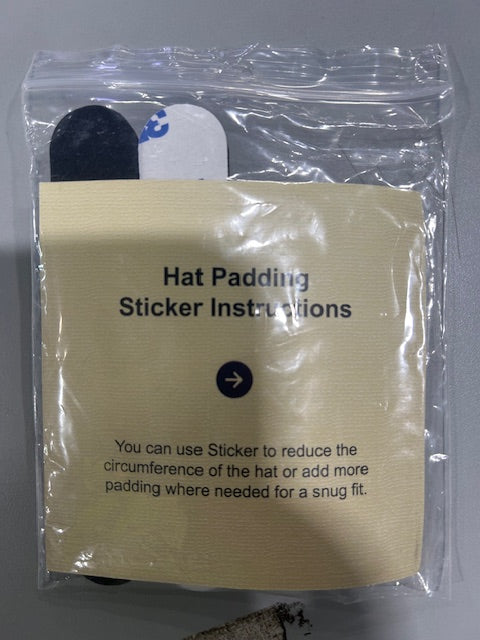 Hat Padding
Sticker Instructions
You can use Sticker to reduce the
circumference of the hat or add more
padding where needed for a snug fit.